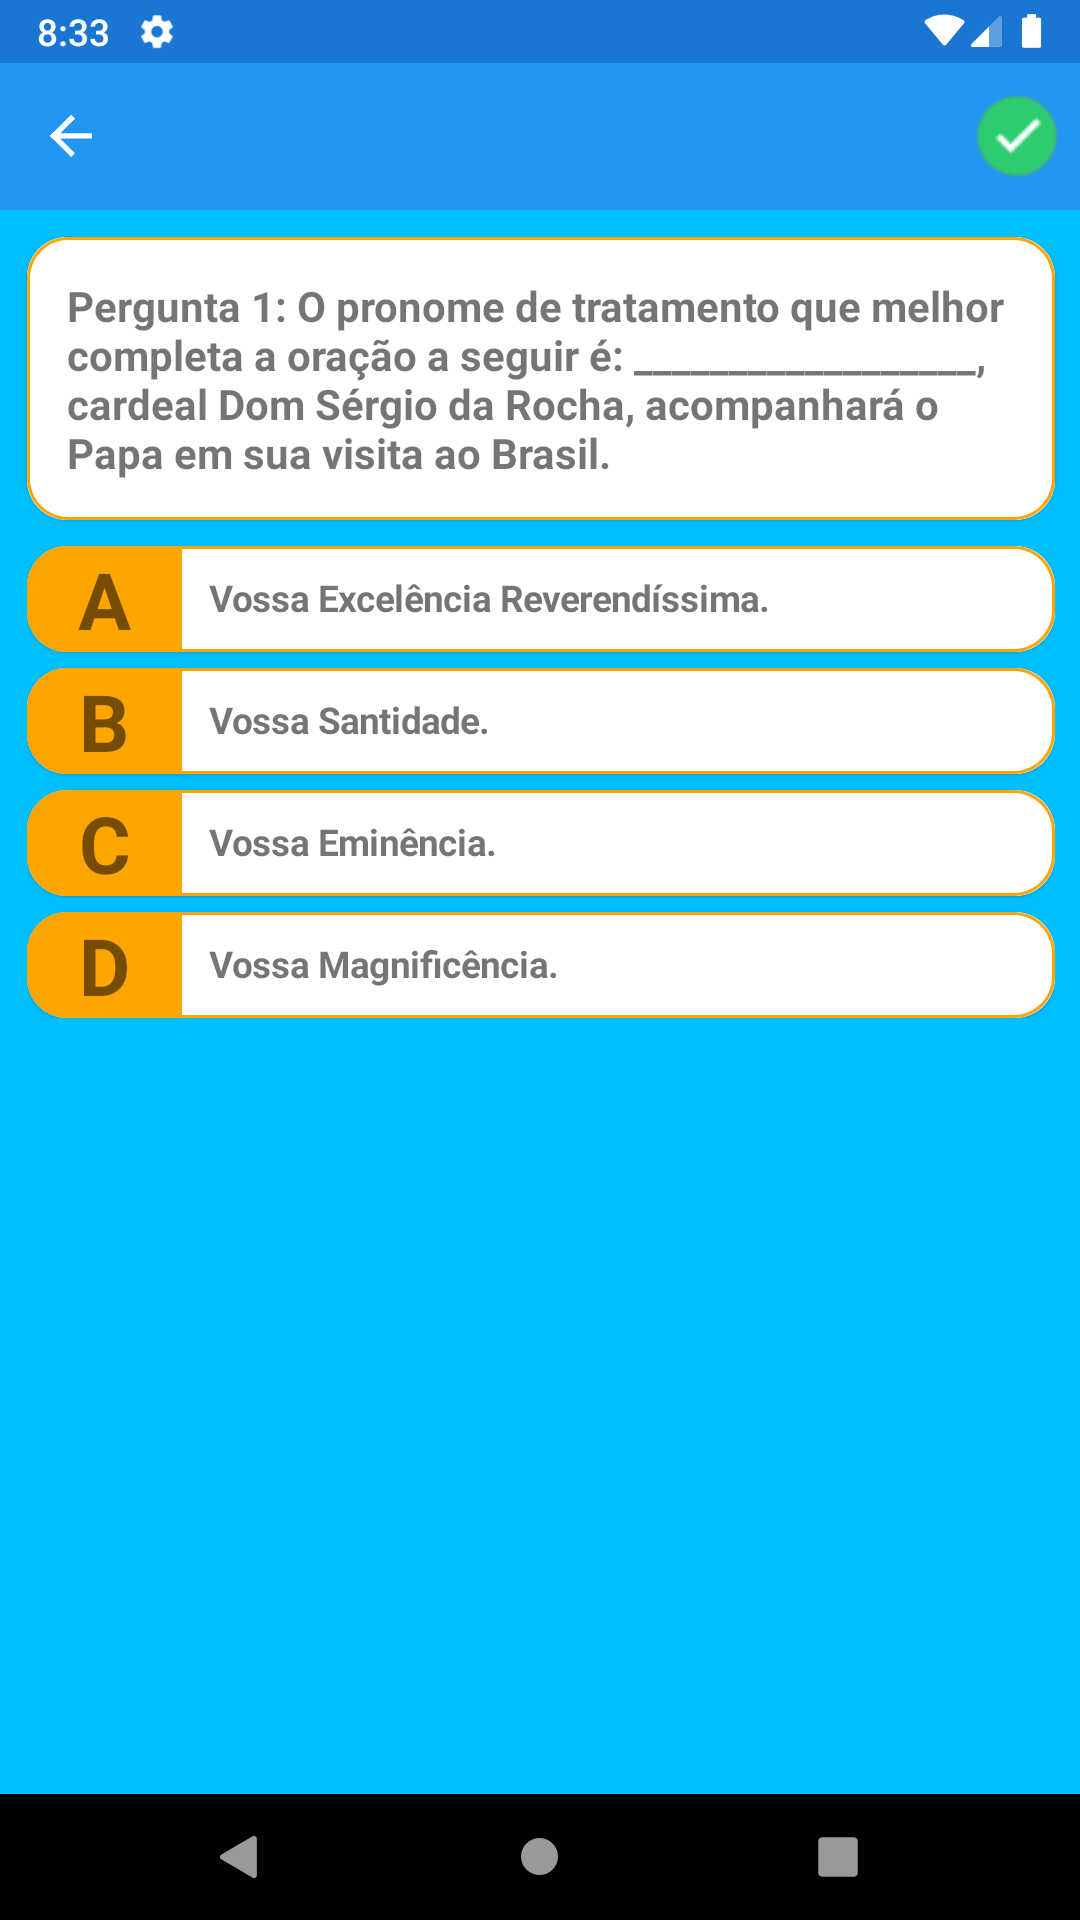 8:33
Pergunta 1: O pronome de tratamento que melhor
completa a oração a seguir é: __________________,
cardeal Dom Sérgio da Rocha, acompanhará o
Papa em sua visita ao Brasil.
A Vossa Excelência Reverendíssima.
B Vossa Santidade.
C Vossa Eminência.
D Vossa Magnificência.